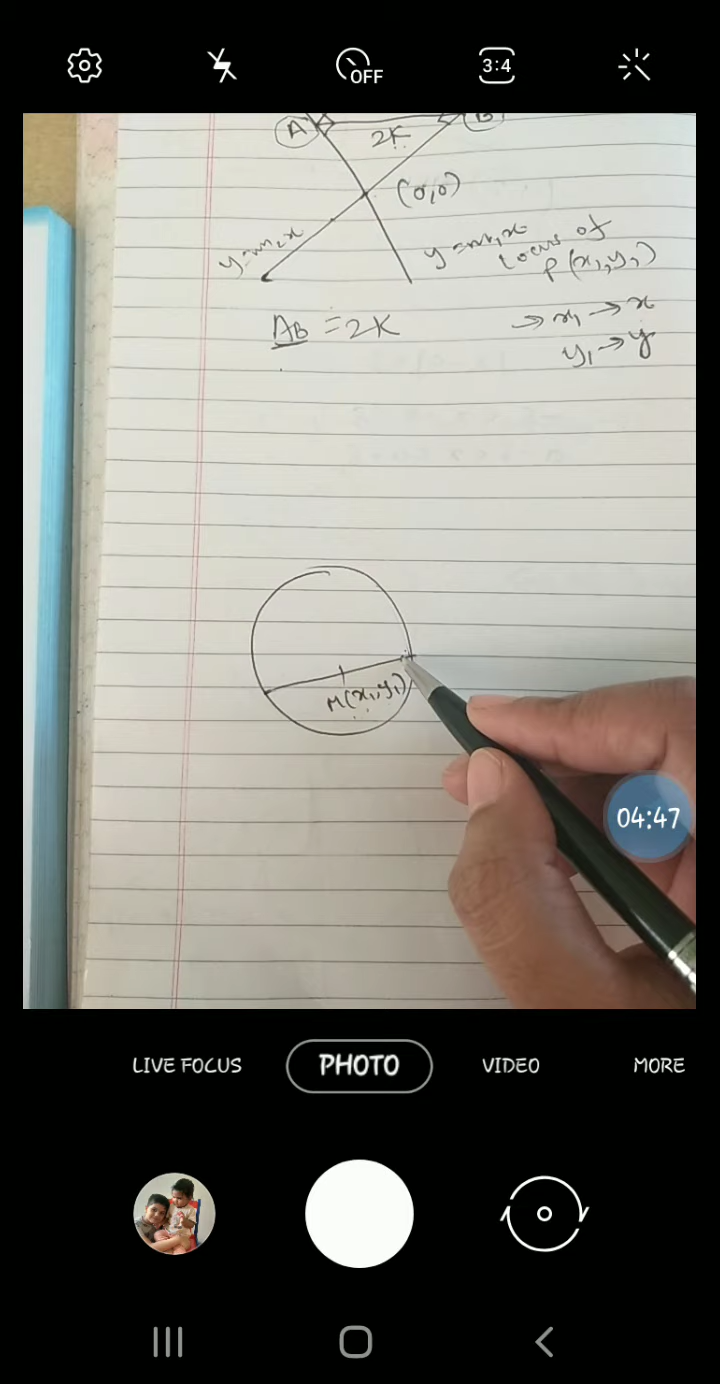 OFF
3:4
A
B
2K
(0,0)
y=m2x
y=m1x
locus of
P(x1,y1)
AB = 2K
→ x1 → x
y1 → y
M(x1,y1)
04:47
LIVE FOCUS
PHOTO
VIDEO
MORE